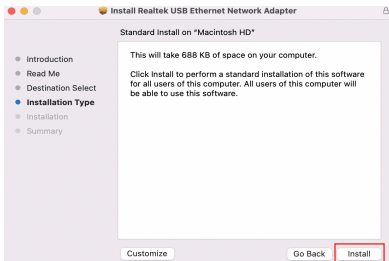 Install Realtek USB Ethernet Network Adapter
Standard Install on "Macintosh HD"
Introduction
Read Me
Destination Select
Installation Type
Installation
Summary
This will take 688 KB of space on your computer.
Click Install to perform a standard installation of this software
for all users of this computer. All users of this computer will
be able to use this software.
Customize
Go Back
Install